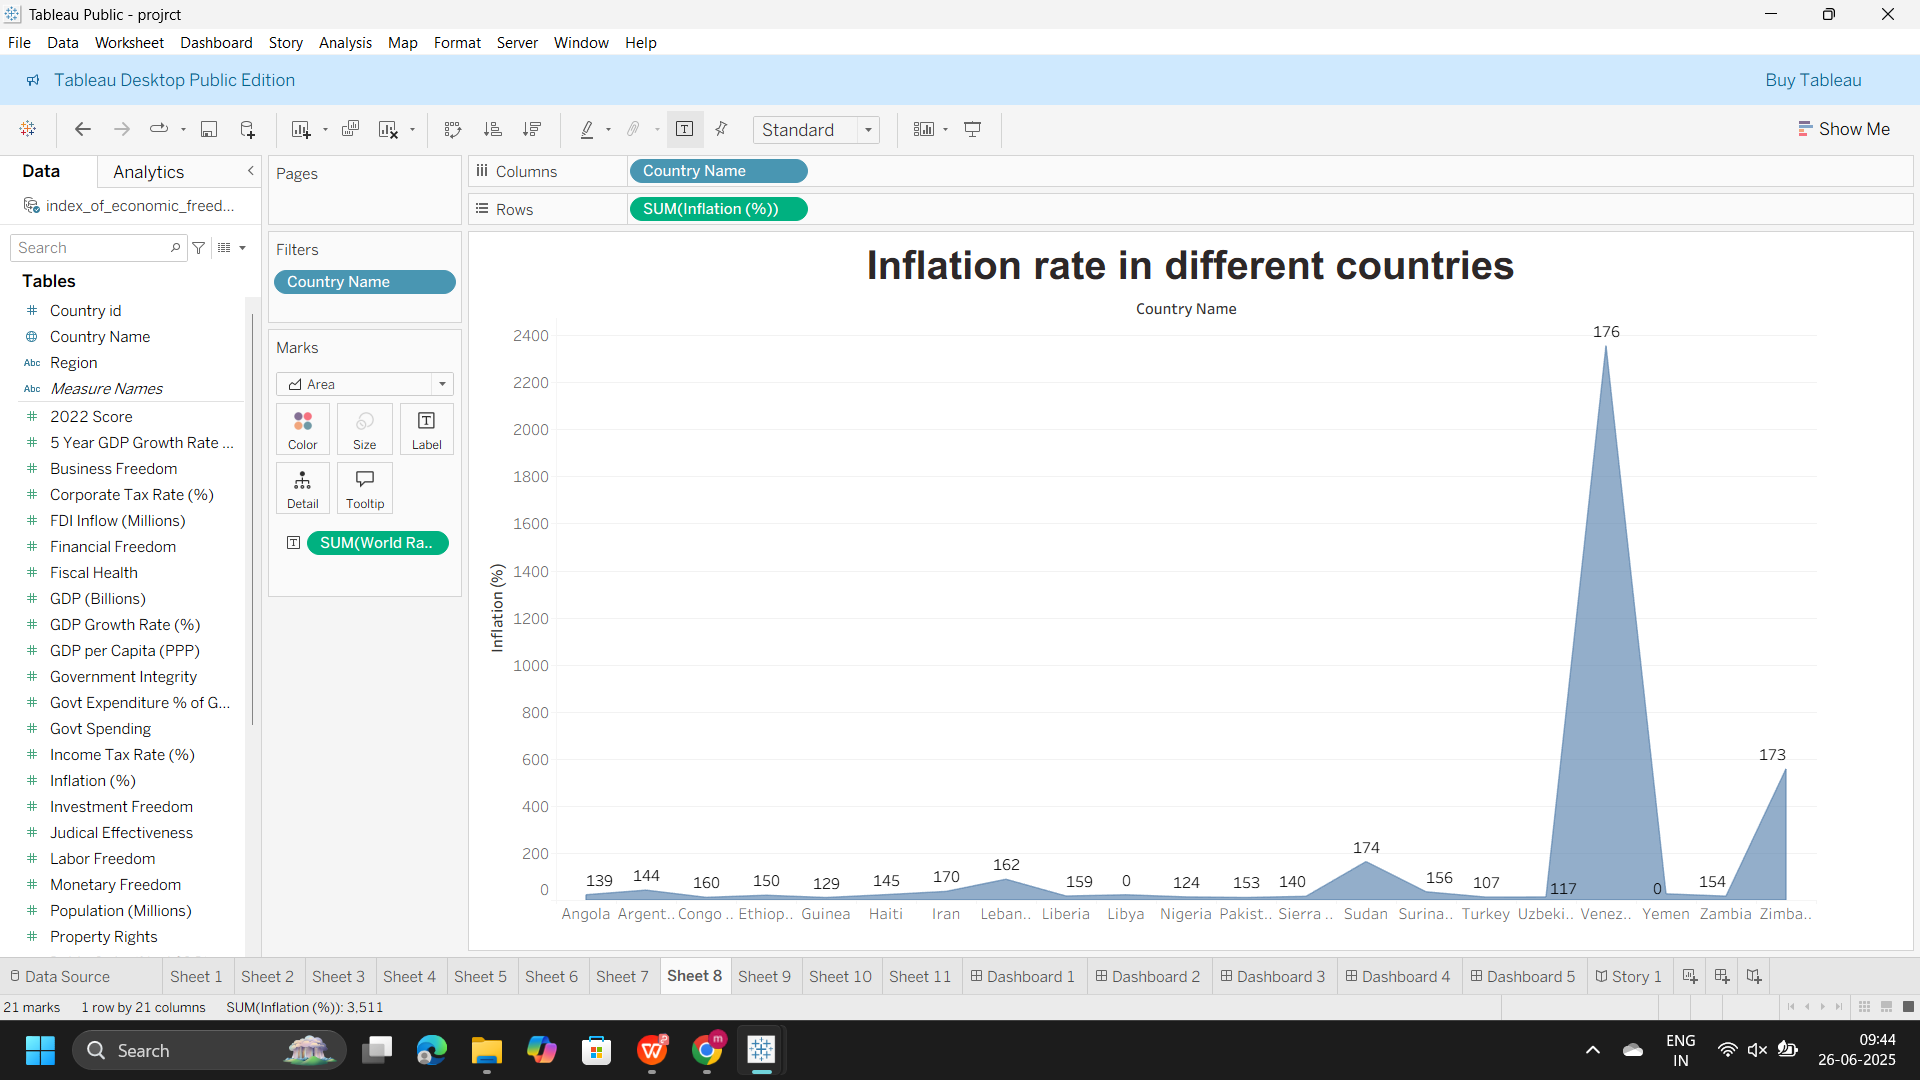 Tableau Public - projrct
File Data Worksheet Dashboard Story Analysis Map Format Server Window Help
Tableau Desktop Public Edition
Buy Tableau
Standard
Show Me
Data
Analytics
index_of_economic_freed...
Search
Tables
Country id
Country Name
Abc Region
Abc Measure Names
2022 Score
5 Year GDP Growth Rate ...
Business Freedom
Corporate Tax Rate (%)
FDI Inflow (Millions)
Financial Freedom
Fiscal Health
GDP (Billions)
GDP Growth Rate (%)
GDP per Capita (PPP)
Government Integrity
Govt Expenditure % of G...
Govt Spending
Income Tax Rate (%)
Inflation (%)
Investment Freedom
Judical Effectiveness
Labor Freedom
Monetary Freedom
Population (Millions)
Property Rights
Pages
Filters
Country Name
Marks
Area
Color Size Label
Detail Tooltip
SUM(World Ra..
Columns
Country Name
Rows
SUM(Inflation (%))
Inflation rate in different countries
Country Name
Inflation (%)
2400
2200
2000
1800
1600
1400
1200
1000
800
600
400
200
0
139 144 160 150 129 145 170 162 159 0 124 153 140 174 156 107 117 176 0 154 173
Angola Argent.. Congo .. Ethiop.. Guinea Haiti Iran Leban.. Liberia Libya Nigeria Pakist.. Sierra .. Sudan Surina.. Turkey Uzbeki.. Venez.. Yemen Zambia Zimba..
Data Source Sheet 1 Sheet 2 Sheet 3 Sheet 4 Sheet 5 Sheet 6 Sheet 7 Sheet 8 Sheet 9 Sheet 10 Sheet 11 Dashboard 1 Dashboard 2 Dashboard 3 Dashboard 4 Dashboard 5 Story 1
21 marks 1 row by 21 columns SUM(Inflation (%)): 3,511
Search
ENG
IN
09:44
26-06-2025